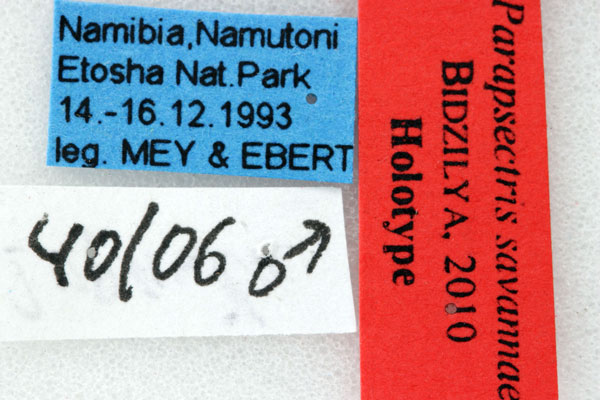 Namibia,Namutoni
Etosha Nat.Park
14.-16.12.1993
leg. MEY & EBERT
40/06 ♂
Parapsectris savannae
BIDZILYA, 2010
Holotype